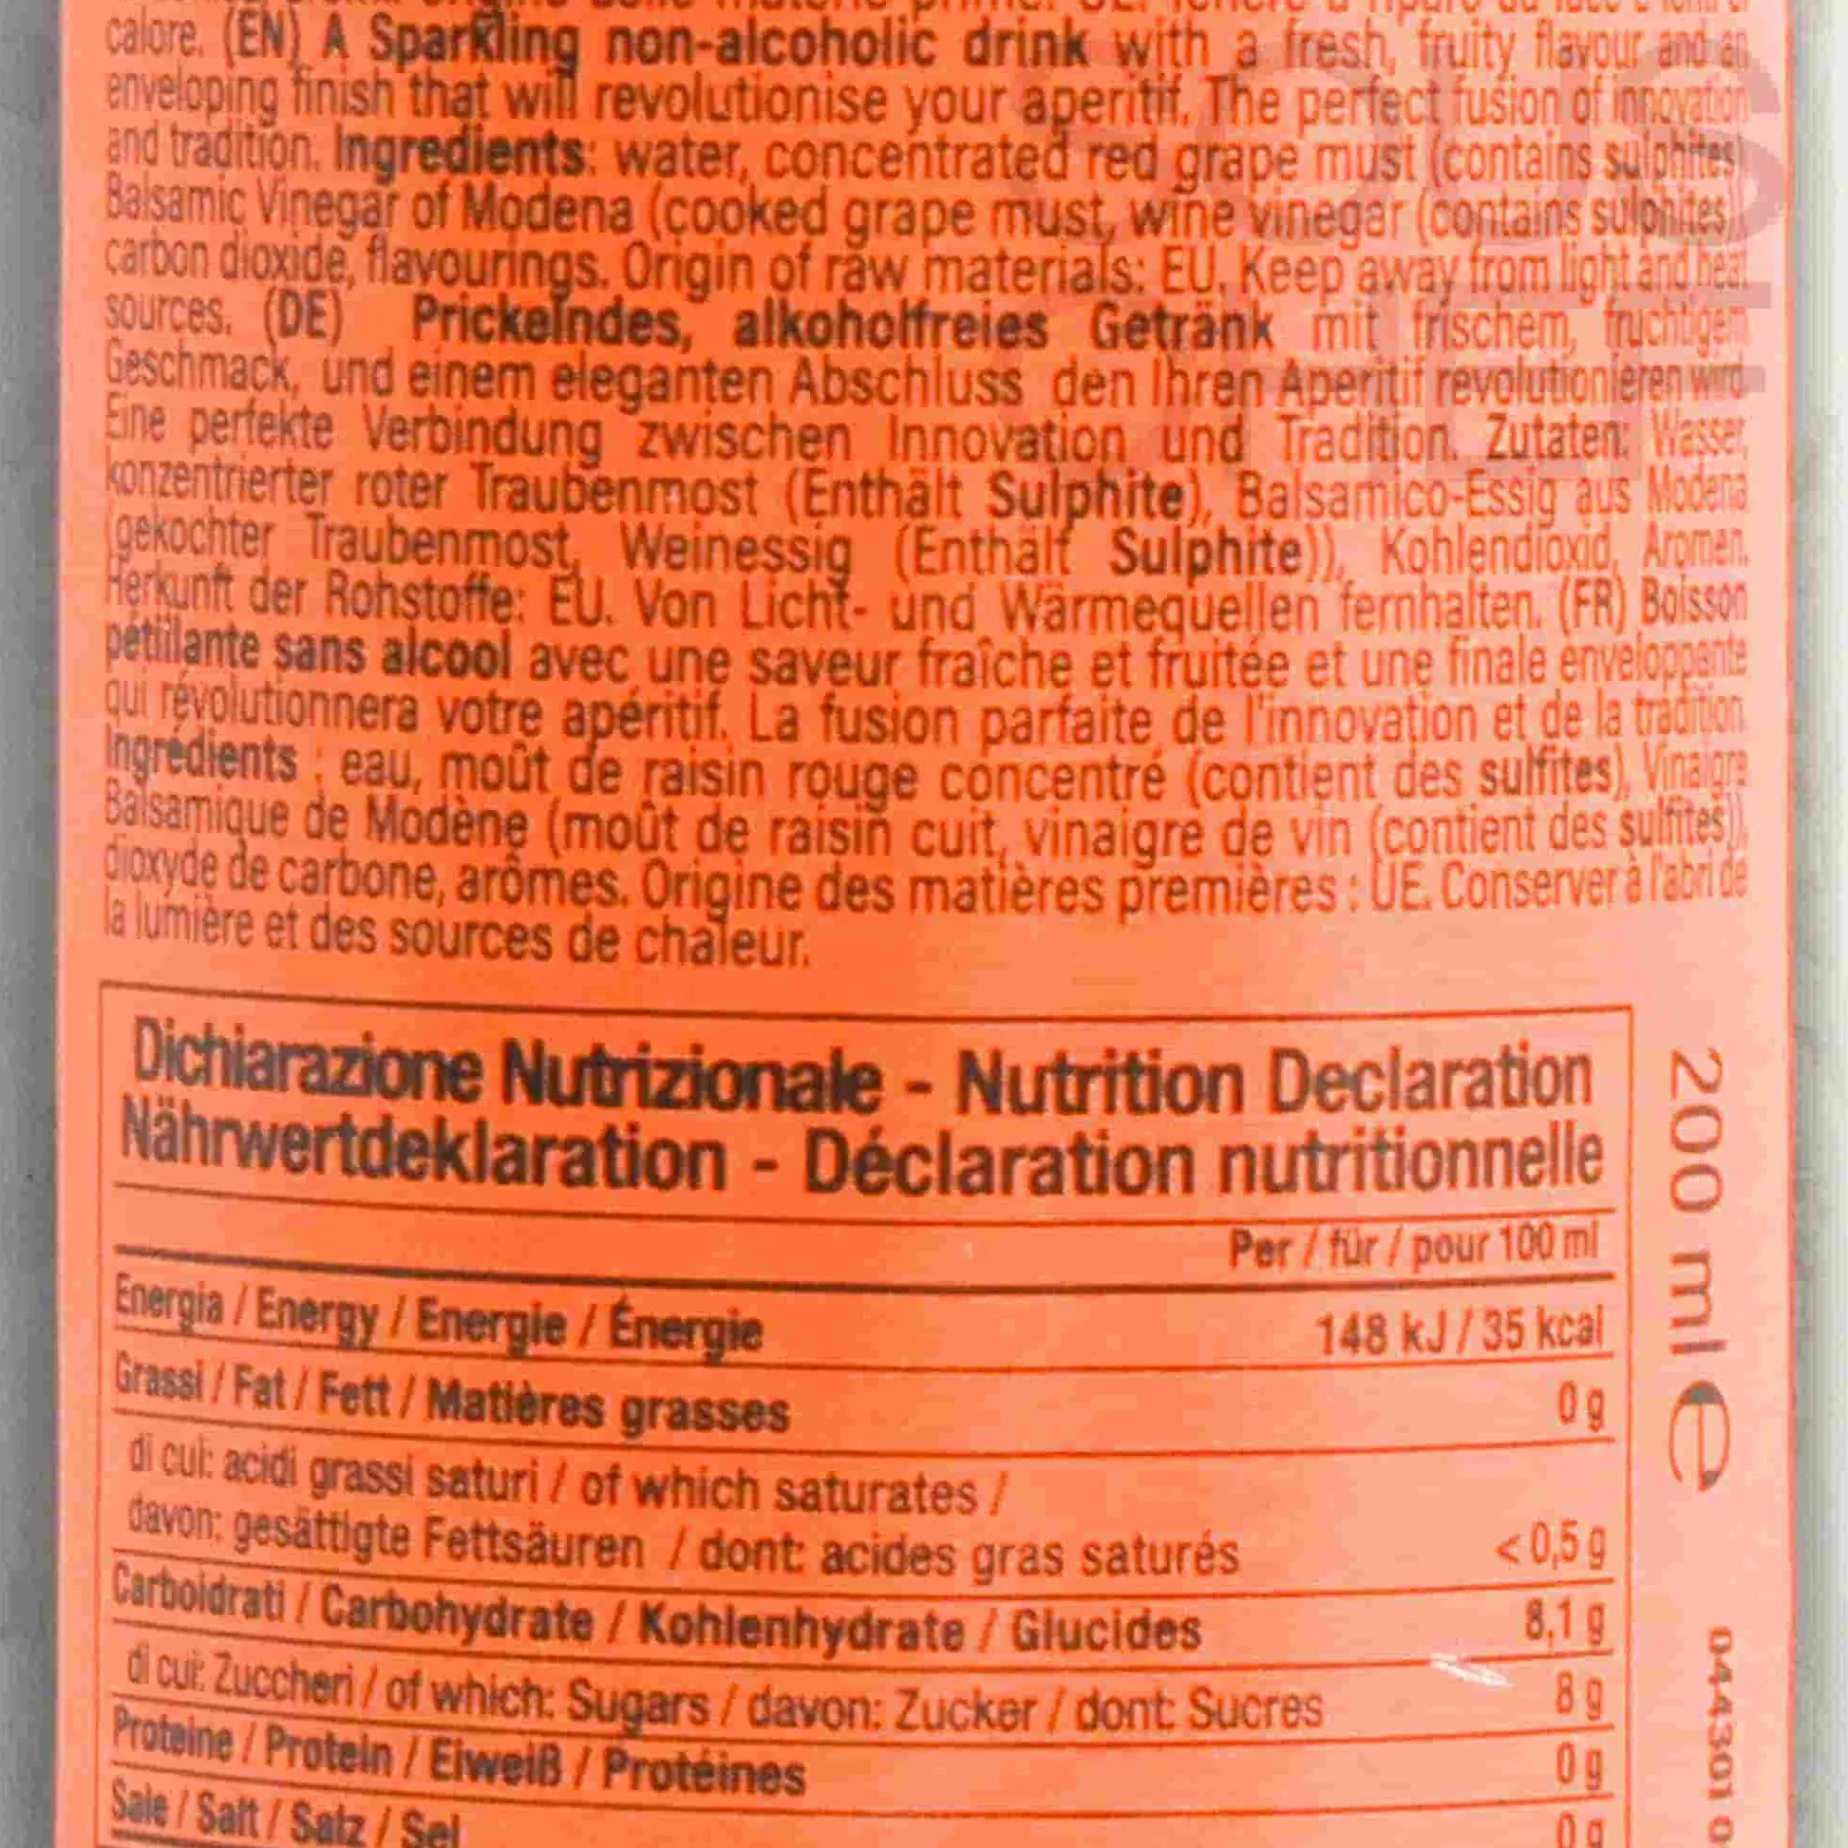 calore. (EN) A Sparkling non-alcoholic drink with a fresh, fruity flavour and an
enveloping finish that will revolutionise your aperitif. The perfect fusion of innovation
and tradition. Ingredients: water, concentrated red grape must (contains sulphites)
Balsamic Vinegar of Modena (cooked grape must, wine vinegar (contains sulphites)
carbon dioxide, flavourings. Origin of raw materials: EU. Keep away from light and heat
sources. (DE) Prickelndes, alkoholfreies Getränk mit frischem, fruchtigem
Geschmack, und einem eleganten Abschluss den Ihren Aperitif revolutionieren wird.
Eine perfekte Verbindung zwischen Innovation und Tradition. Zutaten: Wasser,
konzentrierter roter Traubenmost (Enthält Sulphite), Balsamico-Essig aus Modena
(gekochter Traubenmost, Weinessig (Enthält Sulphite)), Kohlendioxid, Aromen.
Herkunft der Rohstoffe: EU. Von Licht- und Wärmequellen fernhalten. (FR) Boisson
pétillante sans alcool avec une saveur fraîche et fruitée et une finale enveloppante
qui révolutionnera votre apéritif. La fusion parfaite de l'innovation et de la tradition.
Ingrédients : eau, moût de raisin rouge concentré (contient des sulfites), Vinaigre
Balsamique de Modène (moût de raisin cuit, vinaigre de vin (contient des sulfites)),
dioxyde de carbone, arômes. Origine des matières premières : UE. Conserver à l'abri de
la lumière et des sources de chaleur.
Dichiarazione Nutrizionale - Nutrition Declaration
Nährwertdeklaration - Déclaration nutritionnelle
Per / für / pour 100 ml
Energia / Energy / Energie / Énergie 148 kJ / 35 kcal
Grassi / Fat / Fett / Matières grasses 0 g
di cui: acidi grassi saturi / of which saturates /
davon: gesättigte Fettsäuren / dont: acides gras saturés < 0,5 g
Carboidrati / Carbohydrate / Kohlenhydrate / Glucides 8,1 g
di cui: Zuccheri / of which: Sugars / davon: Zucker / dont: Sucres 8 g
Proteine / Protein / Eiweiß / Protéines 0 g
Sale / Salt / Salz / Sel 0 g
200 ml e
044301 0
SOUS
CHEF